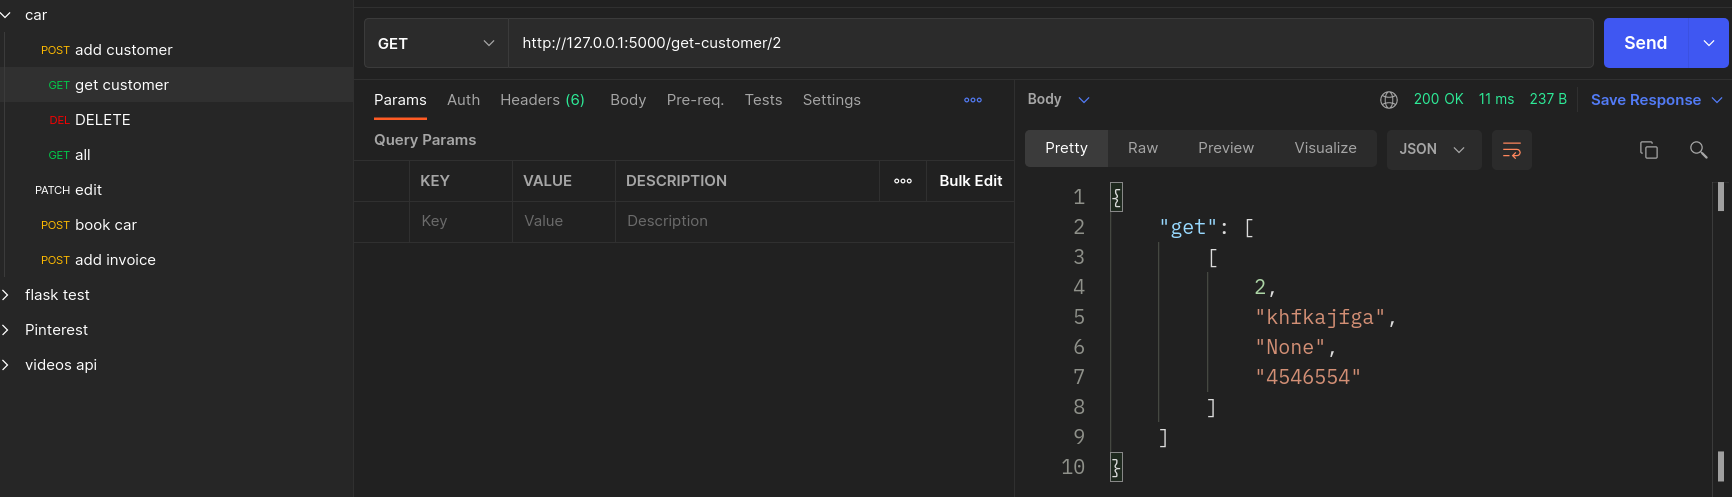 car
POST add customer
GET get customer
DEL DELETE
GET all
PATCH edit
POST book car
POST add invoice
flask test
Pinterest
videos api
GET http://127.0.0.1:5000/get-customer/2 Send
Params Auth Headers (6) Body Pre-req. Tests Settings
Query Params
KEY VALUE DESCRIPTION Bulk Edit
Key Value Description
Body 200 OK 11 ms 237 B Save Response
Pretty Raw Preview Visualize JSON
1 {
2 "get": [
3 [
4 2,
5 "khfkajfga",
6 "None",
7 "4546554"
8 ]
9 ]
10 }